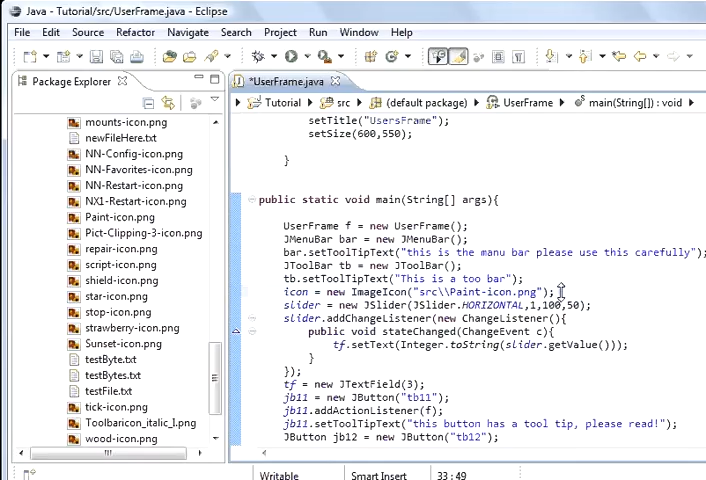 Java - Tutorial/src/UserFrame.java - Eclipse
File Edit Source Refactor Navigate Search Project Run Window Help
Package Explorer
mounts-icon.png
newFileHere.txt
NN-Config-icon.png
NN-Favorites-icon.png
NN-Restart-icon.png
NX1-Restart-icon.png
Paint-icon.png
Pict-Clipping-3-icon.png
repair-icon.png
script-icon.png
shield-icon.png
star-icon.png
stop-icon.png
strawberry-icon.png
Sunset-icon.png
testByte.txt
testBytes.txt
testFile.txt
tick-icon.png
Toolbaricon_italic_I.png
wood-icon.png
*UserFrame.java
Tutorial src (default package) UserFrame main(String[]) : void
setTitle("UsersFrame");
setSize(600,550);
}
public static void main(String[] args){
UserFrame f = new UserFrame();
JMenuBar bar = new JMenuBar();
bar.setToolTipText("this is the manu bar please use this carefully")
JToolBar tb = new JToolBar();
tb.setToolTipText("This is a too bar");
icon = new ImageIcon("src\\Paint-icon.png");
slider = new JSlider(JSlider.HORIZONTAL,1,100,50);
slider.addChangeListener(new ChangeListener(){
public void stateChanged(ChangeEvent c){
tf.setText(Integer.toString(slider.getValue()));
}
});
tf = new JTextField(3);
jb11 = new JButton("tb11");
jb11.addActionListener(f);
jb11.setToolTipText("this button has a tool tip, please read!");
JButton jb12 = new JButton("tb12");
Writable Smart Insert 33 : 49